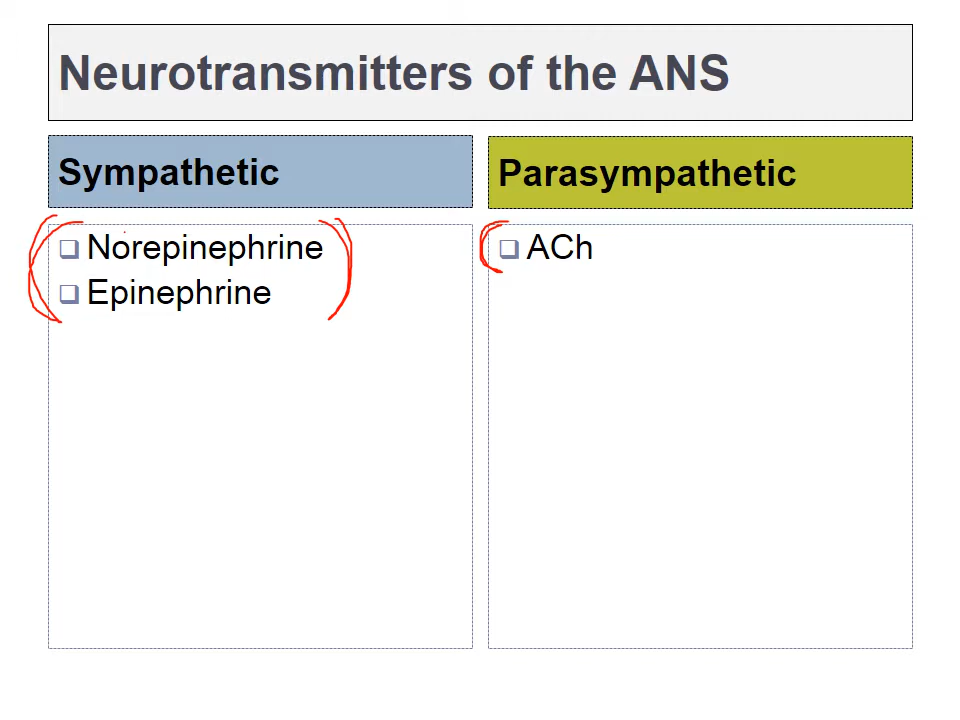 Neurotransmitters of the ANS
Sympathetic
Parasympathetic
Norepinephrine
Epinephrine
ACh